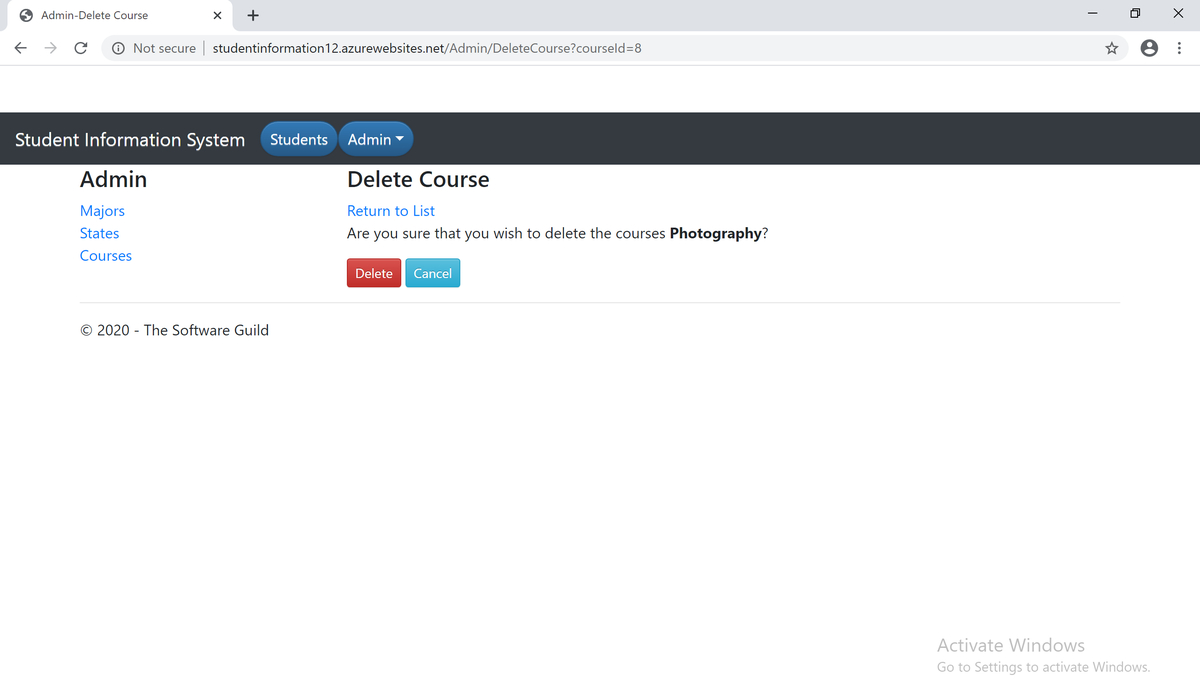 Admin-Delete Course
Not secure studentinformation12.azurewebsites.net/Admin/DeleteCourse?courseId=8
Student Information System Students Admin
Admin
Majors
States
Courses
Delete Course
Return to List
Are you sure that you wish to delete the courses Photography?
Delete Cancel
© 2020 - The Software Guild
Activate Windows
Go to Settings to activate Windows.